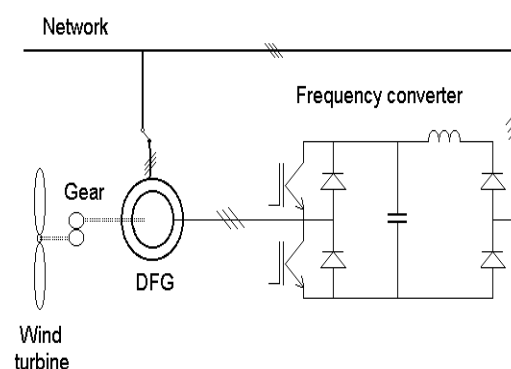 Network
Frequency converter
Gear
DFG
Wind
turbine